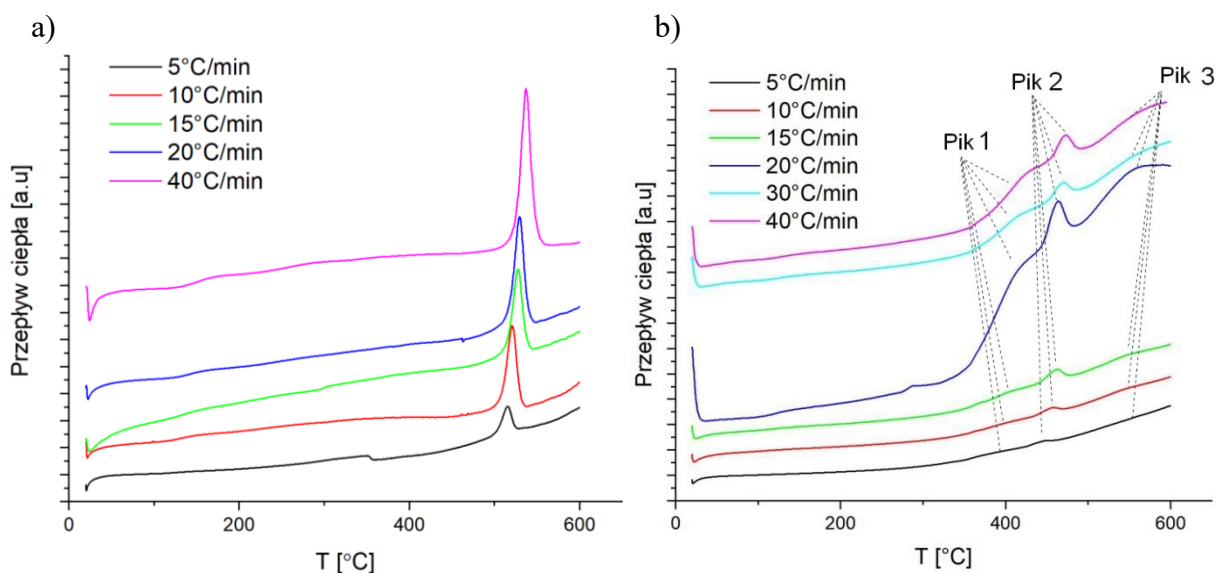 a)
5°C/min
10°C/min
15°C/min
20°C/min
40°C/min
Przepływ ciepła [a.u]
0
200
400
600
T [°C]
b)
5°C/min
10°C/min
15°C/min
20°C/min
30°C/min
40°C/min
Pik 1
Pik 2
Pik 3
Przepływ ciepła [a.u]
0
200
400
600
T [°C]